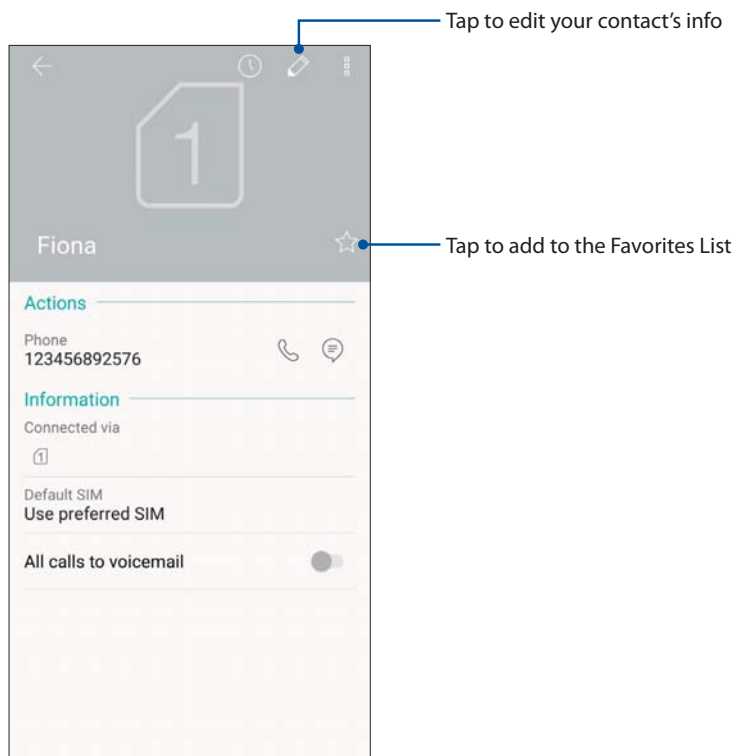 Tap to edit your contact's info
1
Fiona
Tap to add to the Favorites List
Actions
Phone
123456892576
Information
Connected via
1
Default SIM
Use preferred SIM
All calls to voicemail